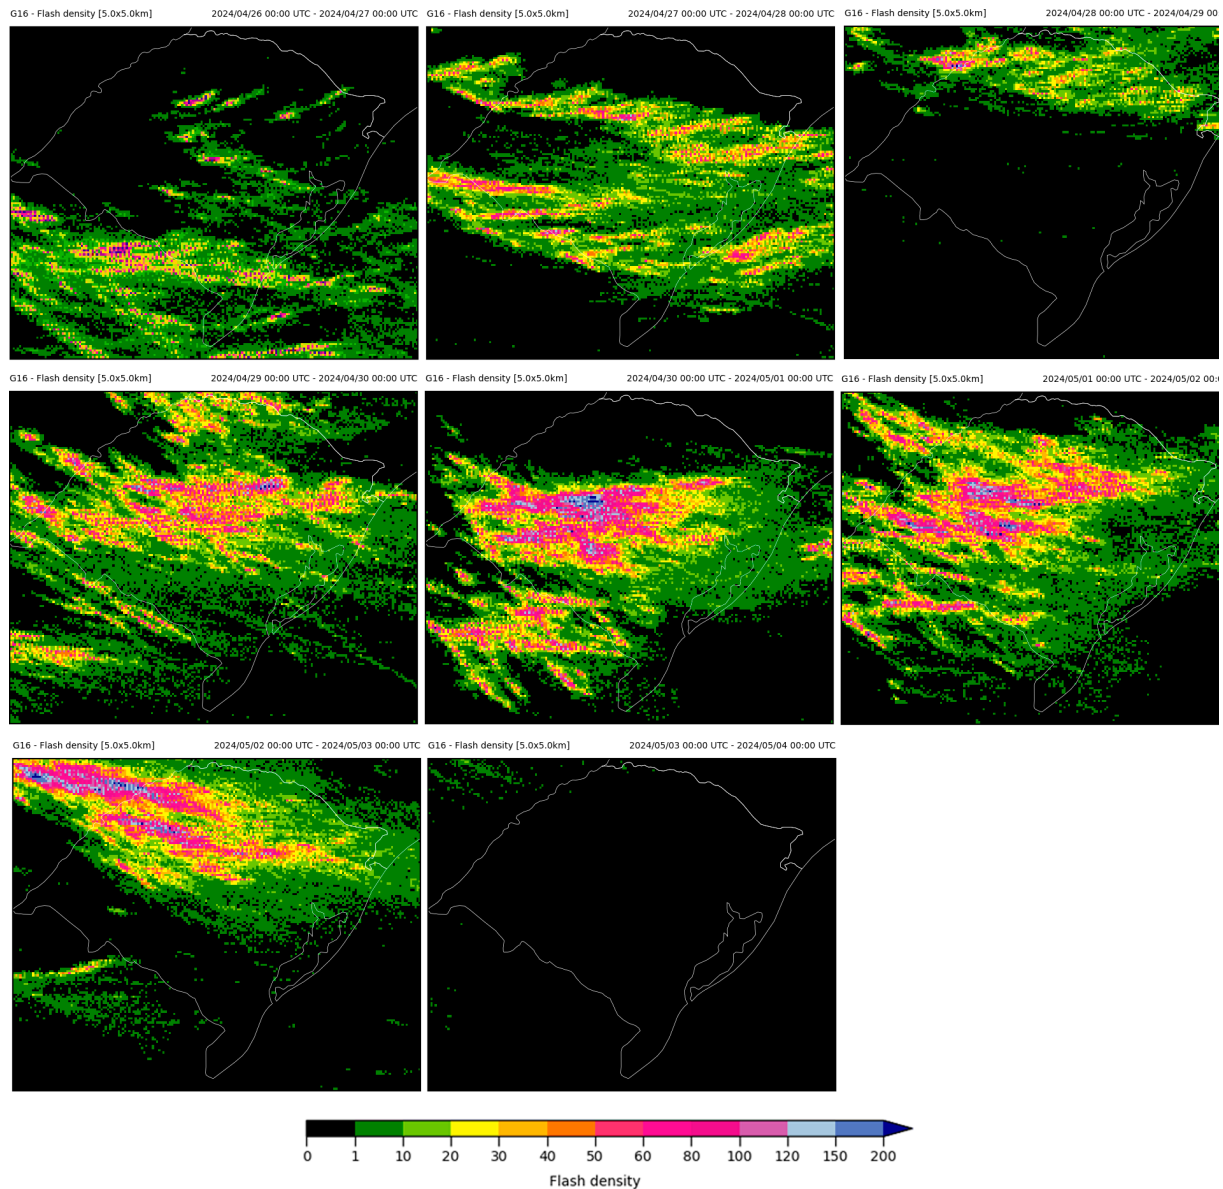 G16 - Flash density [5.0x5.0km] 2024/04/26 00:00 UTC - 2024/04/27 00:00 UTC
G16 - Flash density [5.0x5.0km] 2024/04/27 00:00 UTC - 2024/04/28 00:00 UTC
G16 - Flash density [5.0x5.0km] 2024/04/28 00:00 UTC - 2024/04/29 00
G16 - Flash density [5.0x5.0km] 2024/04/29 00:00 UTC - 2024/04/30 00:00 UTC
G16 - Flash density [5.0x5.0km] 2024/04/30 00:00 UTC - 2024/05/01 00:00 UTC
G16 - Flash density [5.0x5.0km] 2024/05/01 00:00 UTC - 2024/05/02 00:0
G16 - Flash density [5.0x5.0km] 2024/05/02 00:00 UTC - 2024/05/03 00:00 UTC
G16 - Flash density [5.0x5.0km] 2024/05/03 00:00 UTC - 2024/05/04 00:00 UTC
0 1 10 20 30 40 50 60 80 100 120 150 200
Flash density